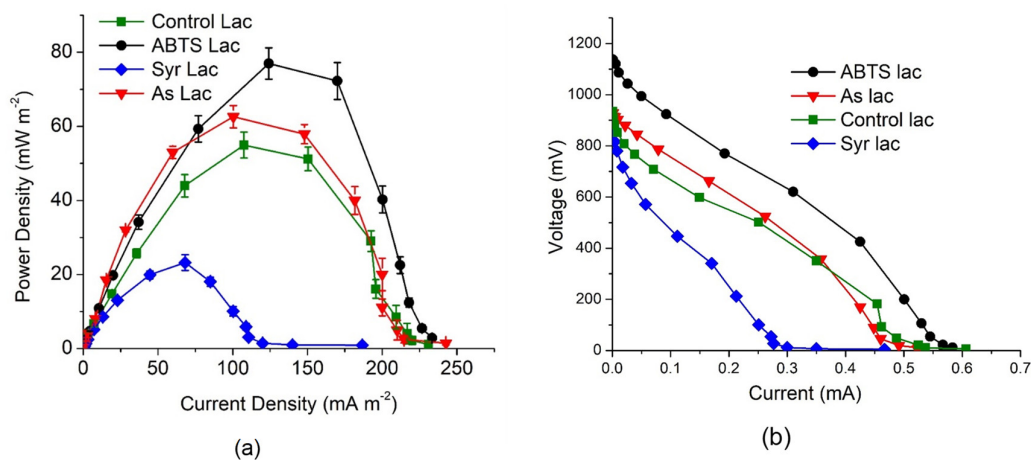 Control Lac
ABTS Lac
Syr Lac
As Lac
Power Density (mW m⁻²)
80
60
40
20
0
0
50
100
150
200
250
Current Density (mA m⁻²)
(a)
ABTS lac
As lac
Control lac
Syr lac
Voltage (mV)
1200
1000
800
600
400
200
0
0.0
0.1
0.2
0.3
0.4
0.5
0.6
0.7
Current (mA)
(b)